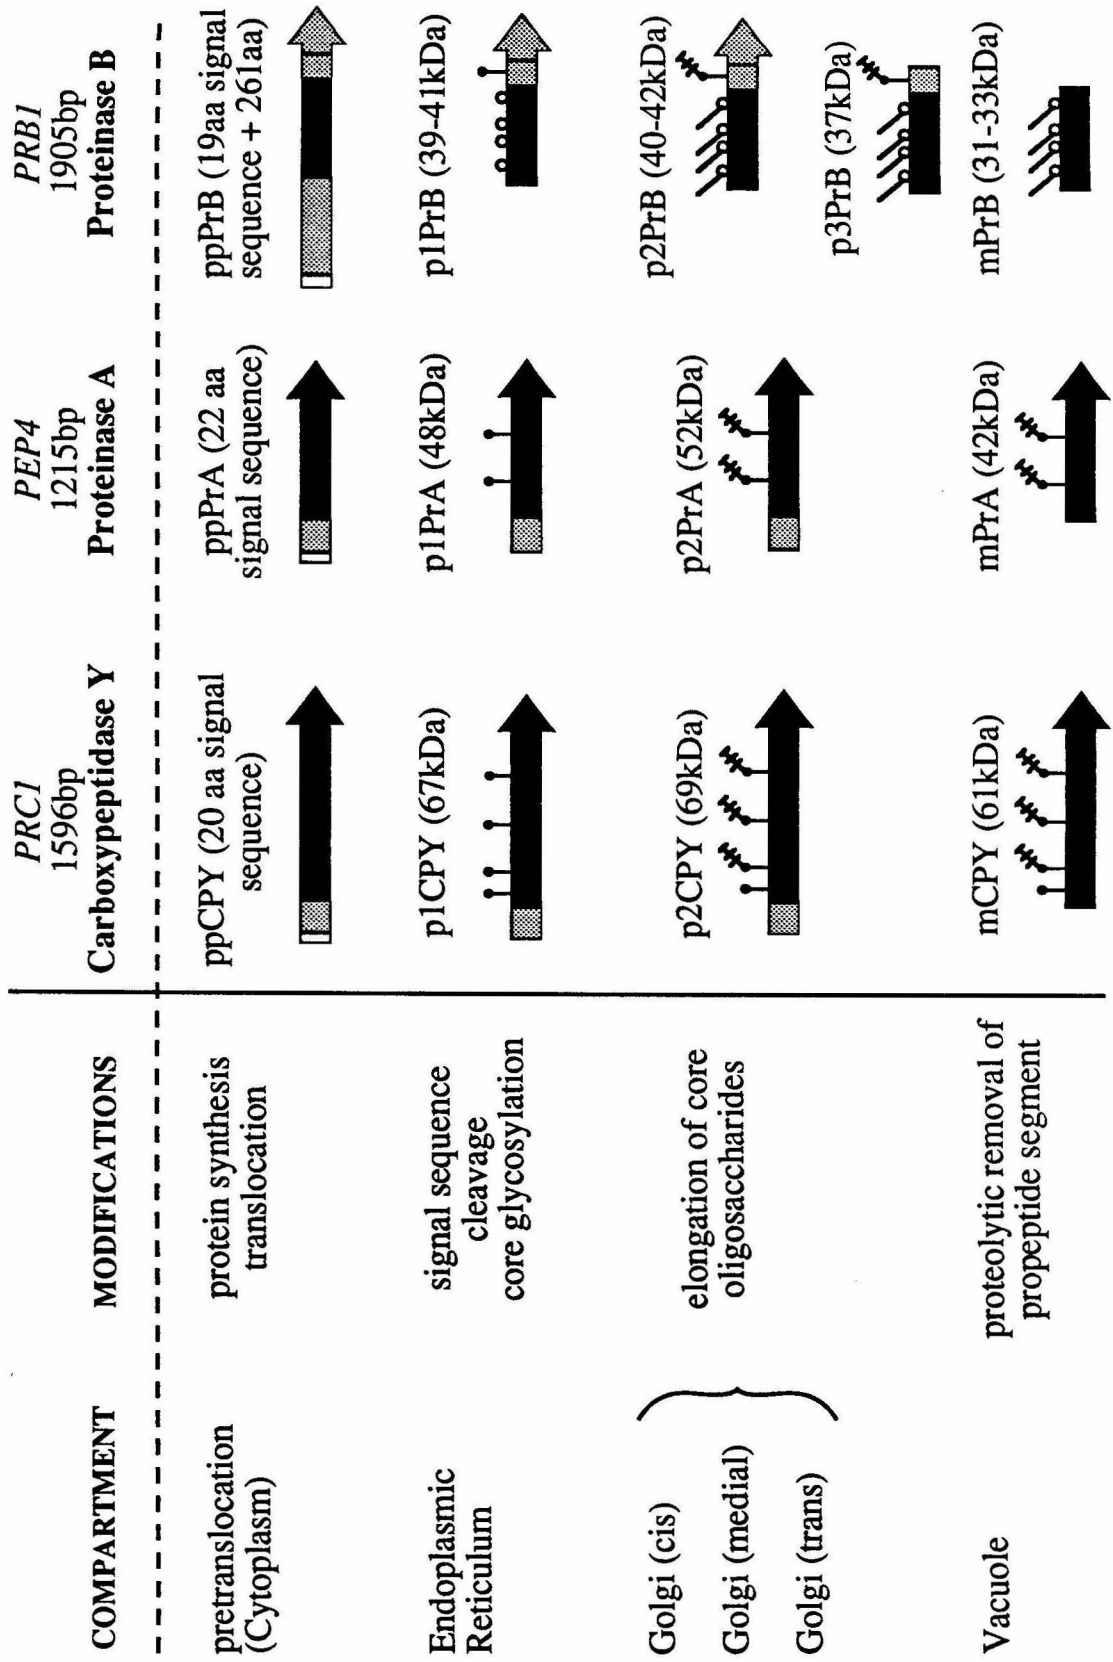 COMPARTMENT
MODIFICATIONS
PRC1
1596bp
Carboxypeptidase Y
PEP4
1215bp
Proteinase A
PRB1
1905bp
Proteinase B
pretranslocation
(Cytoplasm)
protein synthesis
translocation
ppCPY (20 aa signal
sequence)
ppPrA (22 aa
signal sequence)
ppPrB (19aa signal
sequence + 261aa)
Endoplasmic
Reticulum
signal sequence
cleavage
core glycosylation
p1CPY (67kDa)
p1PrA (48kDa)
p1PrB (39-41kDa)
Golgi (cis)
Golgi (medial)
Golgi (trans)
elongation of core
oligosaccharides
p2CPY (69kDa)
p2PrA (52kDa)
p2PrB (40-42kDa)
p3PrB (37kDa)
Vacuole
proteolytic removal of
propeptide segment
mCPY (61kDa)
mPrA (42kDa)
mPrB (31-33kDa)